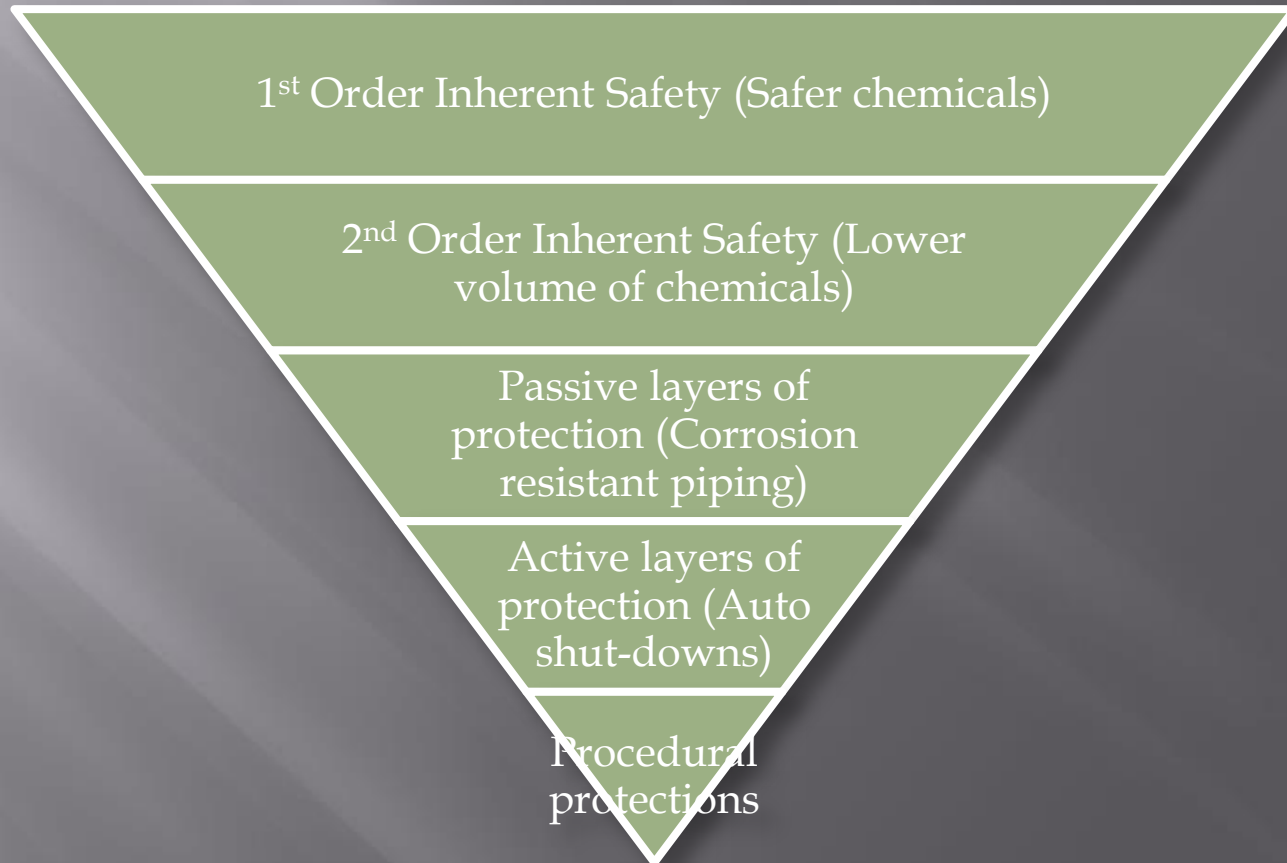 1st Order Inherent Safety (Safer chemicals)
2nd Order Inherent Safety (Lower
volume of chemicals)
Passive layers of
protection (Corrosion
resistant piping)
Active layers of
protection (Auto
shut-downs)
Procedural
protections